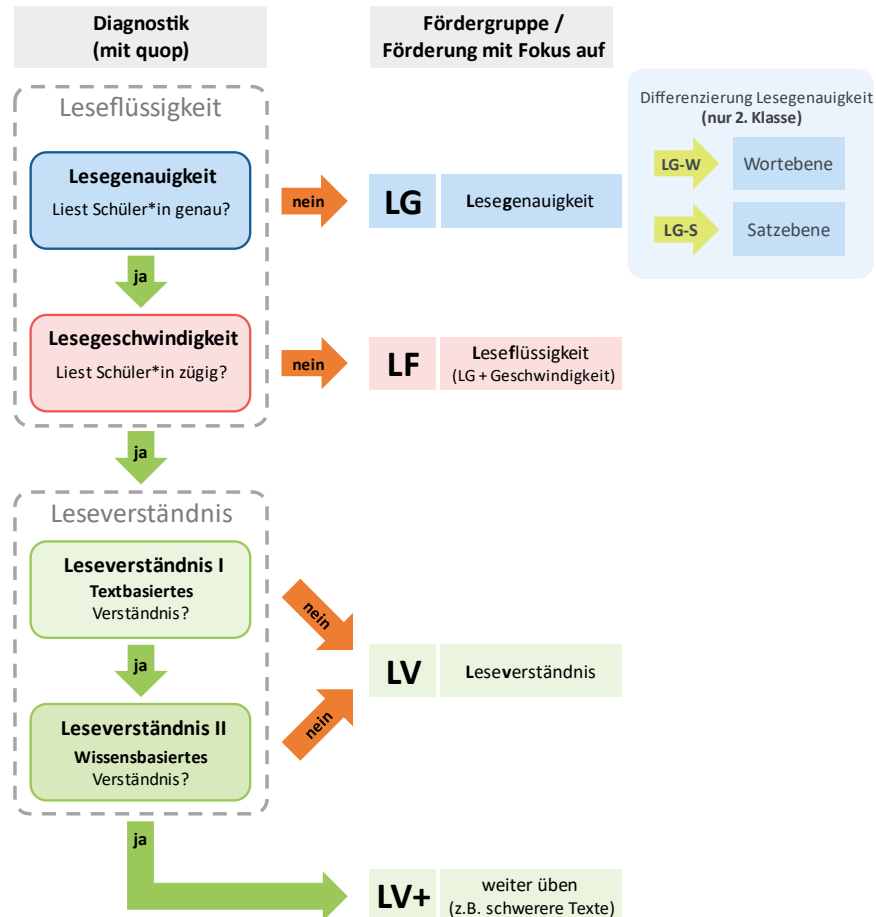 Diagnostik
(mit quop)
Fördergruppe /
Förderung mit Fokus auf
Leseflüssigkeit
Lesegenauigkeit
Liest Schüler*in genau?
nein
LG
Lesegenauigkeit
Differenzierung Lesegenauigkeit
(nur 2. Klasse)
LG-W
Wortebene
LG-S
Satzebene
ja
Lesegeschwindigkeit
Liest Schüler*in zügig?
nein
LF
Leseflüssigkeit
(LG + Geschwindigkeit)
ja
Leseverständnis
Leseverständnis I
Textbasiertes
Verständnis?
nein
ja
LV
Leseverständnis
Leseverständnis II
Wissensbasiertes
Verständnis?
nein
ja
LV+
weiter üben
(z.B. schwerere Texte)